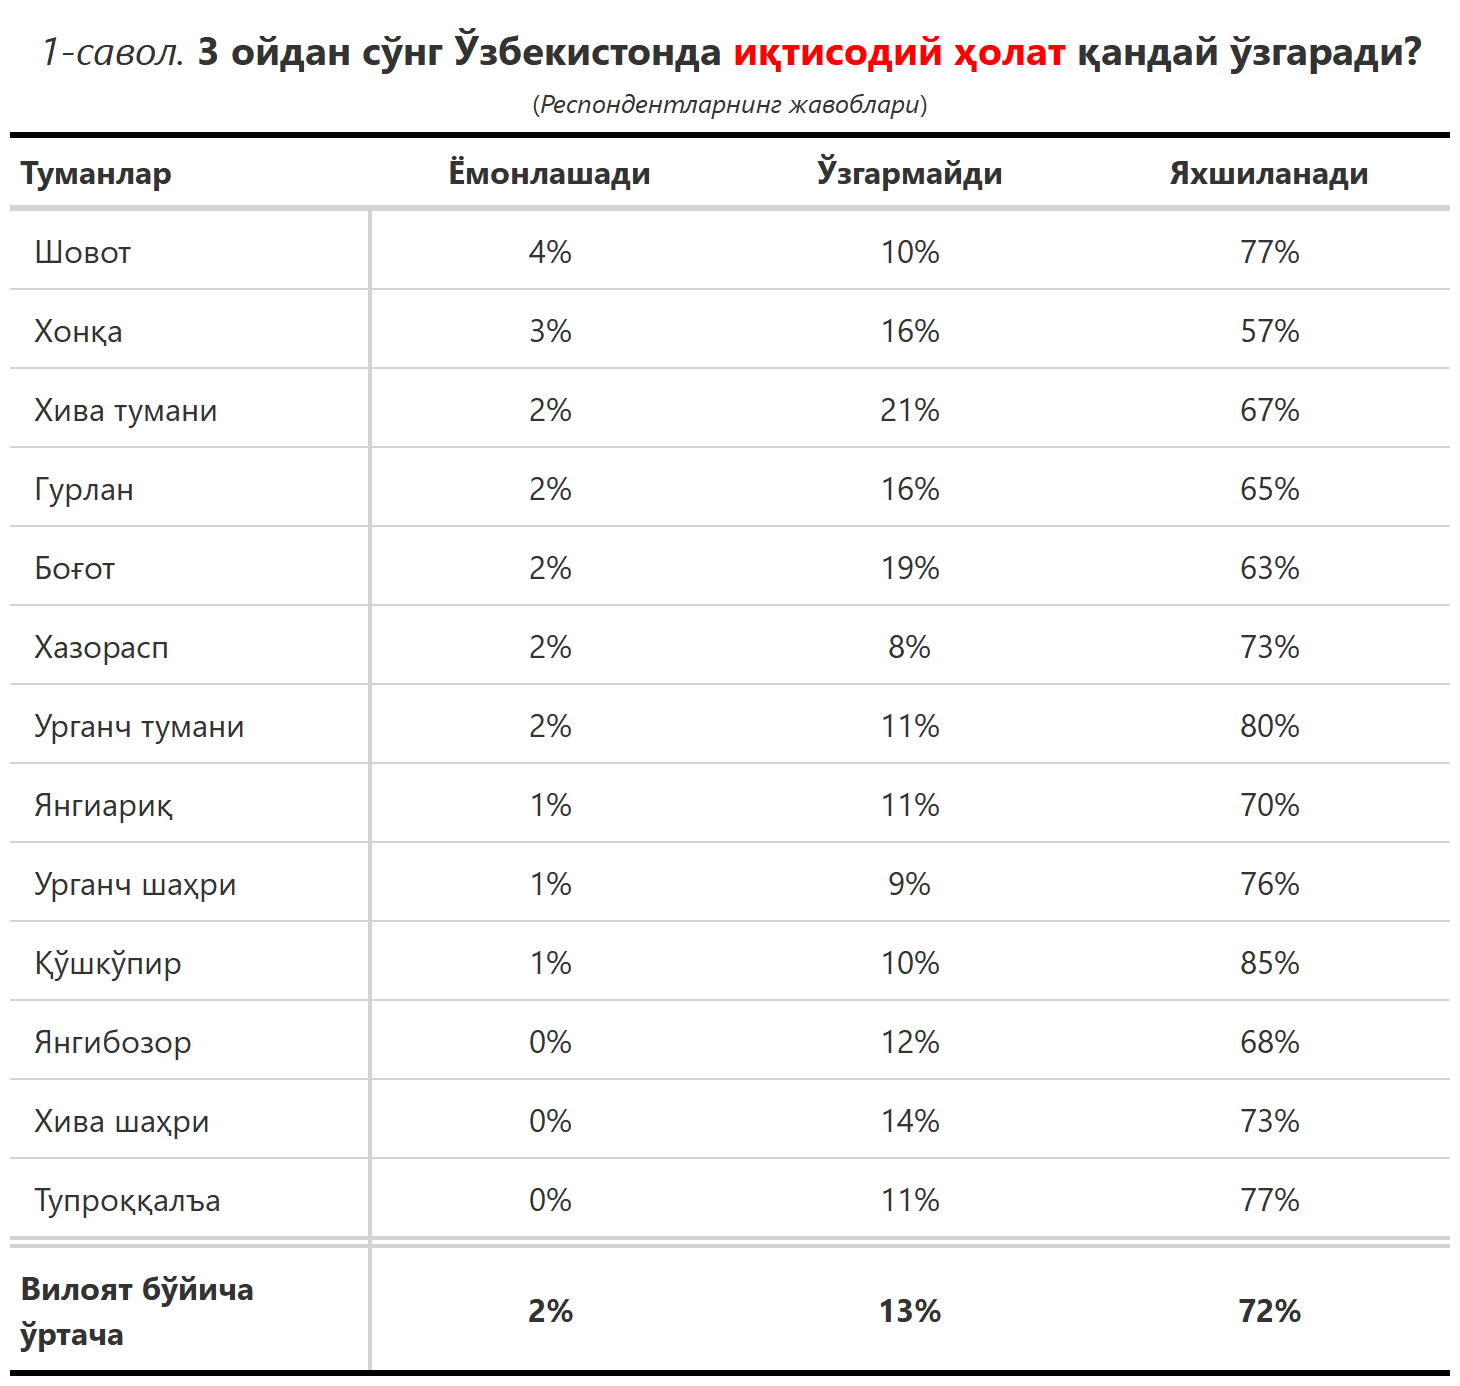 1-савол. 3 ойдан сўнг Ўзбекистонда иқтисодий ҳолат қандай ўзгаради?
(Респондентларнинг жавоблари)
Туманлар Ёмонлашади Ўзгармайди Яхшиланади
Шовот 4% 10% 77%
Хонқа 3% 16% 57%
Хива тумани 2% 21% 67%
Гурлан 2% 16% 65%
Боғот 2% 19% 63%
Хазорасп 2% 8% 73%
Урганч тумани 2% 11% 80%
Янгиариқ 1% 11% 70%
Урганч шаҳри 1% 9% 76%
Қўшкўпир 1% 10% 85%
Янгибозор 0% 12% 68%
Хива шаҳри 0% 14% 73%
Тупроққалъа 0% 11% 77%
Вилоят бўйича
ўртача 2% 13% 72%